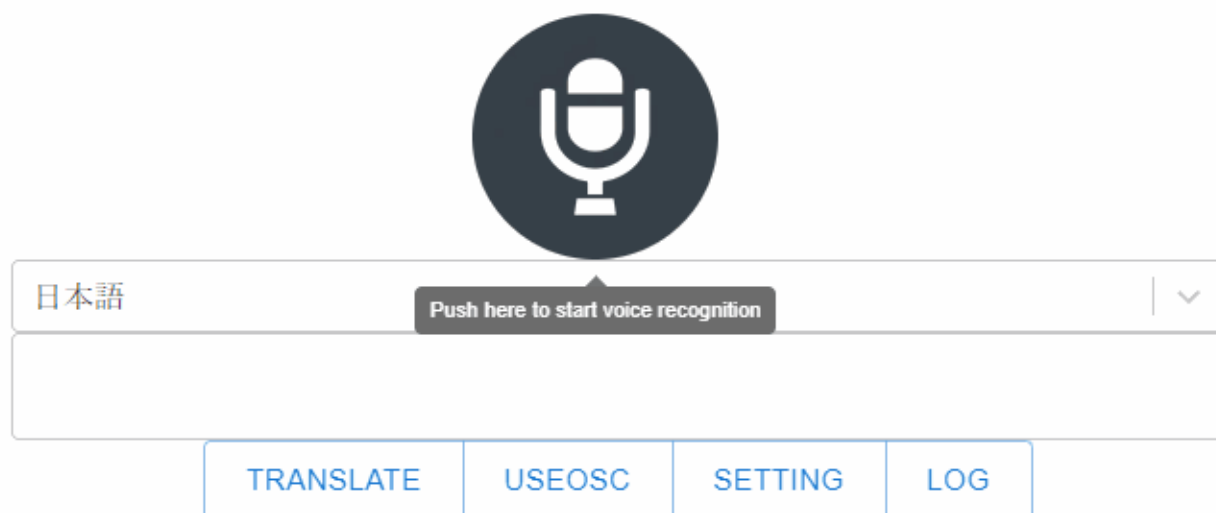 日本語
Push here to start voice recognition
TRANSLATE
USEOSC
SETTING
LOG